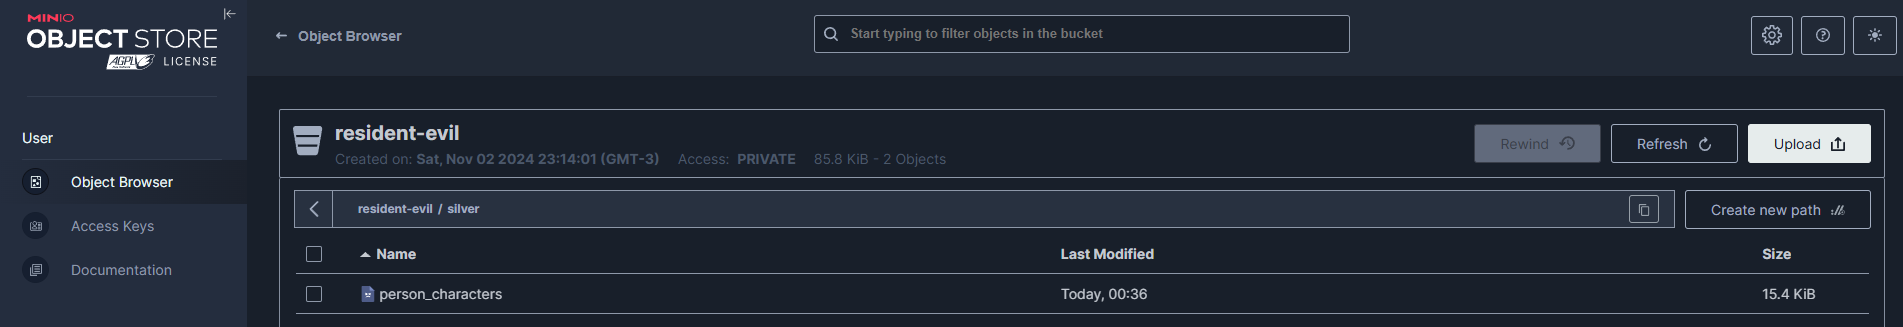 MINIO
OBJECT STORE
AGPLv3 LICENSE
User
Object Browser
Access Keys
Documentation
← Object Browser
Start typing to filter objects in the bucket
resident-evil
Created on: Sat, Nov 02 2024 23:14:01 (GMT-3) Access: PRIVATE 85.8 KiB - 2 Objects
Rewind Refresh Upload
resident-evil / silver
Create new path
Name Last Modified Size
person_characters Today, 00:36 15.4 KiB